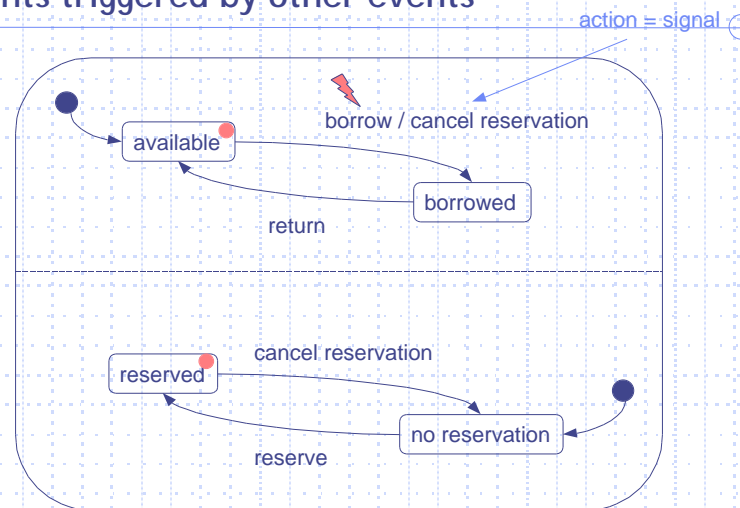 nts triggered by other events
action = signal
borrow / cancel reservation
available
borrowed
return
cancel reservation
reserved
no reservation
reserve